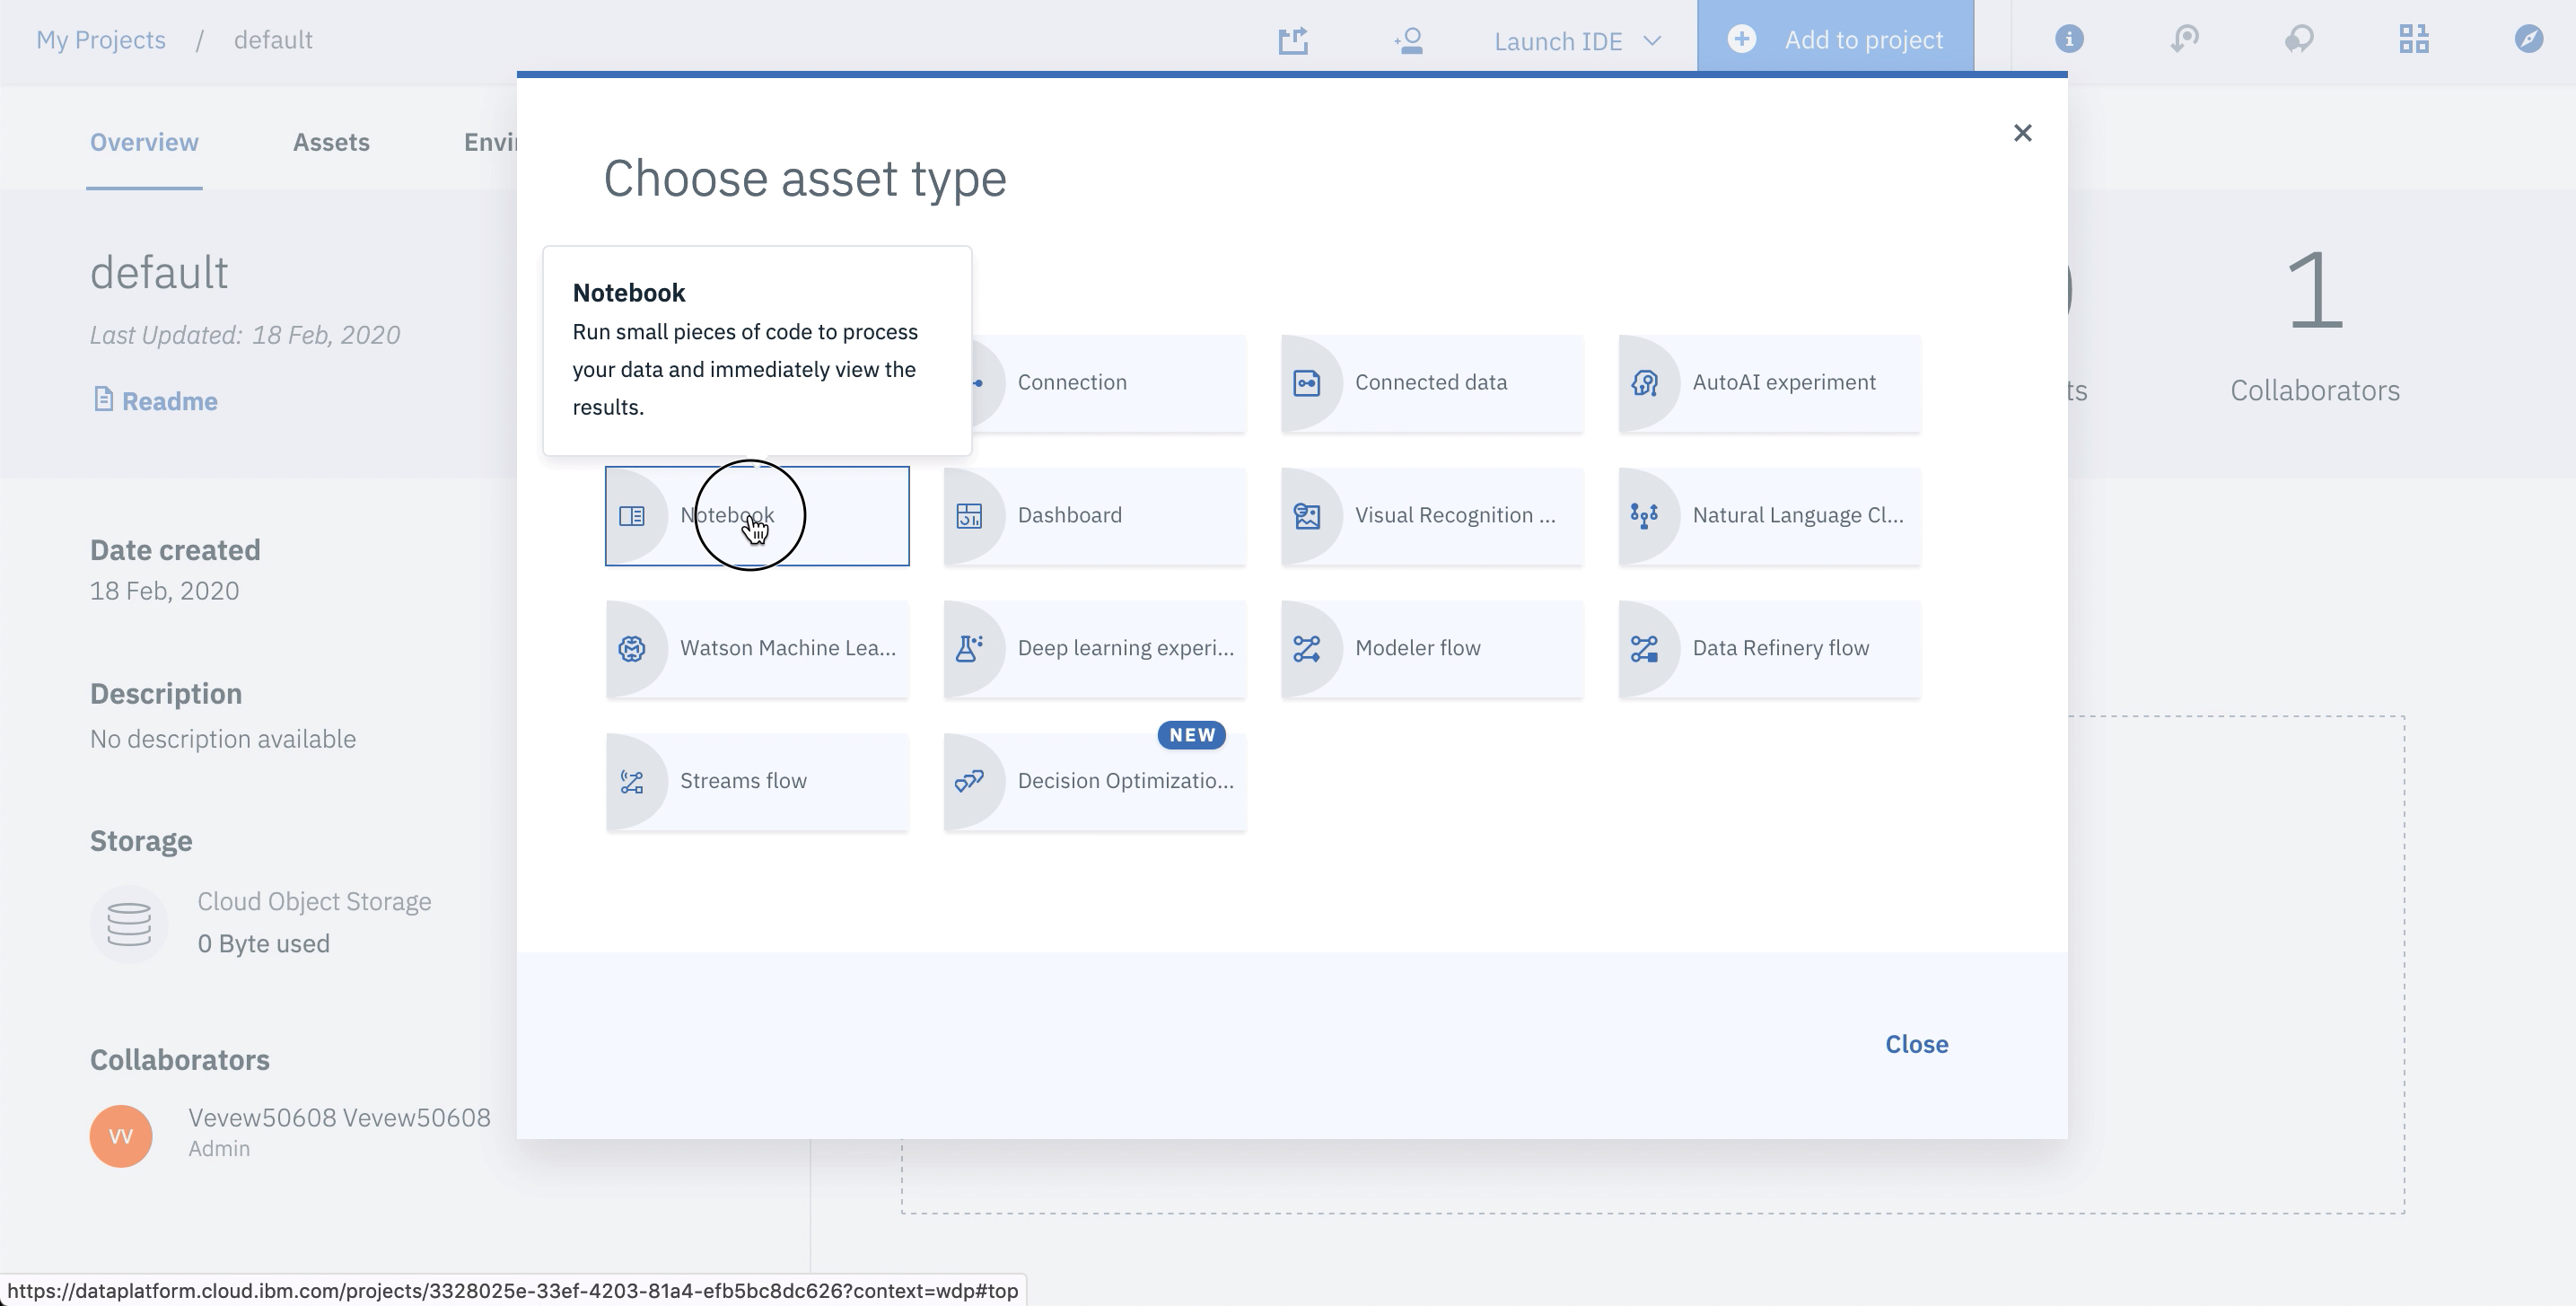 My Projects / default
Launch IDE
Add to project
Overview
Assets
default
Last Updated: 18 Feb, 2020
Readme
Date created
18 Feb, 2020
Description
No description available
Storage
Cloud Object Storage
0 Byte used
Collaborators
VV
Vevew50608 Vevew50608
Admin
Choose asset type
Notebook
Run small pieces of code to process
your data and immediately view the
results.
Connection
Connected data
AutoAI experiment
Notebook
Dashboard
Visual Recognition ...
Natural Language Cl...
Watson Machine Lea...
Deep learning experi...
Modeler flow
Data Refinery flow
Streams flow
NEW
Decision Optimizatio...
Close
1
Collaborators
https://dataplatform.cloud.ibm.com/projects/3328025e-33ef-4203-81a4-efb5bc8dc626?context=wdp#top